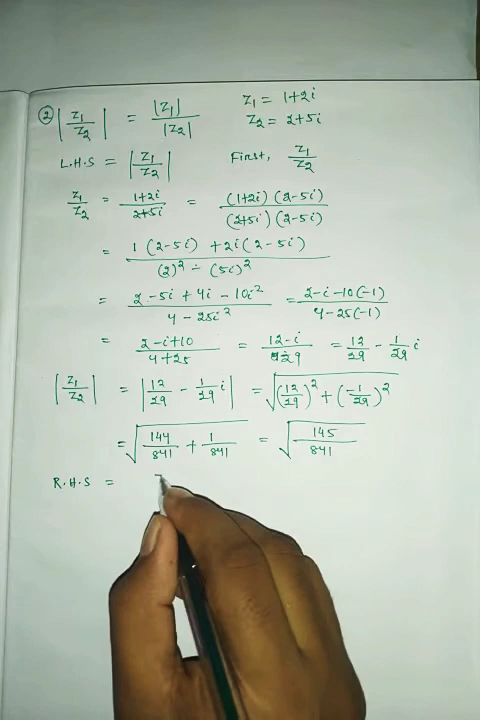 ② |Z₁/Z₂| = |Z₁|/|Z₂| Z₁ = 1+2i
Z₂ = 2+5i
L.H.S = |Z₁/Z₂| First, Z₁/Z₂
Z₁/Z₂ = (1+2i)/(2+5i) = (1+2i)(2-5i)/(2+5i)(2-5i)
= (1(2-5i) + 2i(2-5i))/((2)² - (5i)²)
= (2-5i+4i-10i²)/(4-25i²) = (2-i-10(-1))/(4-25(-1))
= (2-i+10)/(4+25) = (12-i)/29 = 12/29 - 1/29 i
|Z₁/Z₂| = |12/29 - 1/29 i| = √((12/29)² + (-1/29)²)
= √(144/841 + 1/841) = √(145/841)
R.H.S =